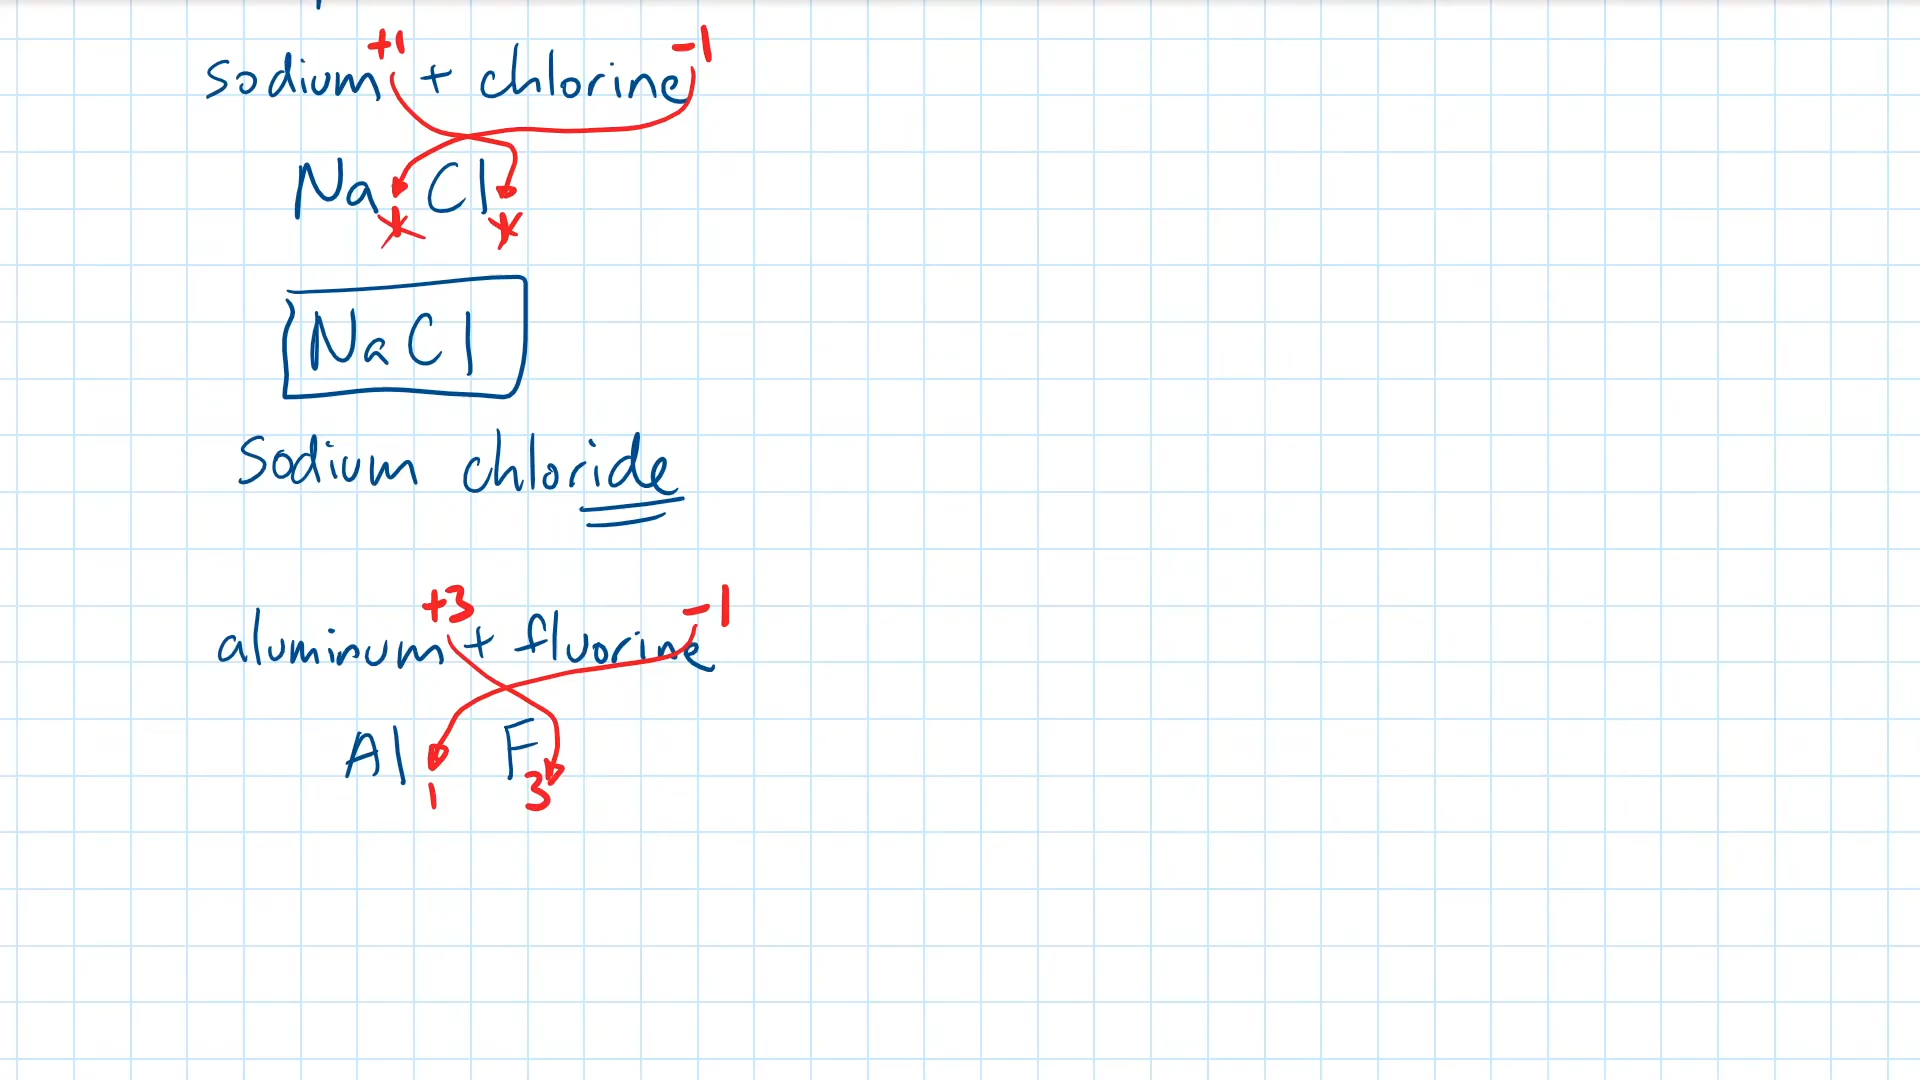 +1 -1
sodium + chlorine
Na Cl
NaCl
Sodium chloride
+3 -1
aluminum + fluorine
Al F
1 3